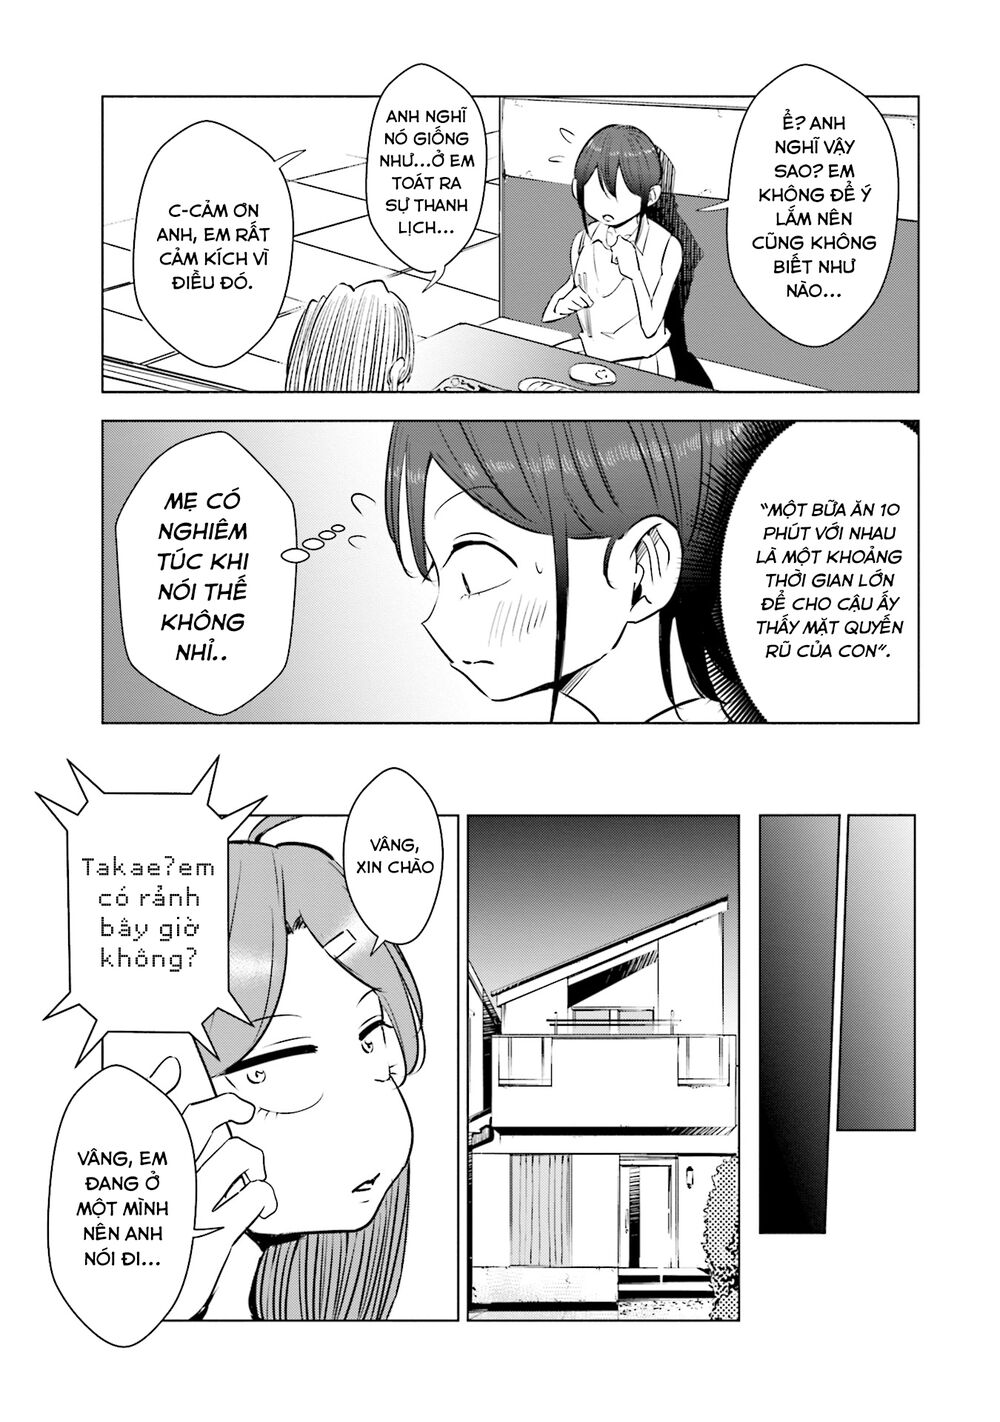 Ể? ANH
NGHĨ VẬY
SAO? EM
KHÔNG ĐỂ Ý
LẮM NÊN
CŨNG KHÔNG
BIẾT NHƯ
NÀO...
ANH NGHĨ
NÓ GIỐNG
NHƯ...Ở EM
TOÁT RA
SỰ THANH
LỊCH...
C-CẢM ƠN
ANH, EM RẤT
CẢM KÍCH VÌ
ĐIỀU ĐÓ.
"MỘT BỮA ĂN 10
PHÚT VỚI NHAU
LÀ MỘT KHOẢNG
THỜI GIAN LỚN
ĐỂ CHO CẬU ẤY
THẤY MẶT QUYẾN
RŨ CỦA CON".
MẸ CÓ
NGHIÊM
TÚC KHI
NÓI THẾ
KHÔNG
NHỈ..
VÂNG,
XIN CHÀO
Takae?em
có rảnh
bây giờ
không?
VÂNG, EM
ĐANG Ở
MỘT MÌNH
NÊN ANH
NÓI ĐI...